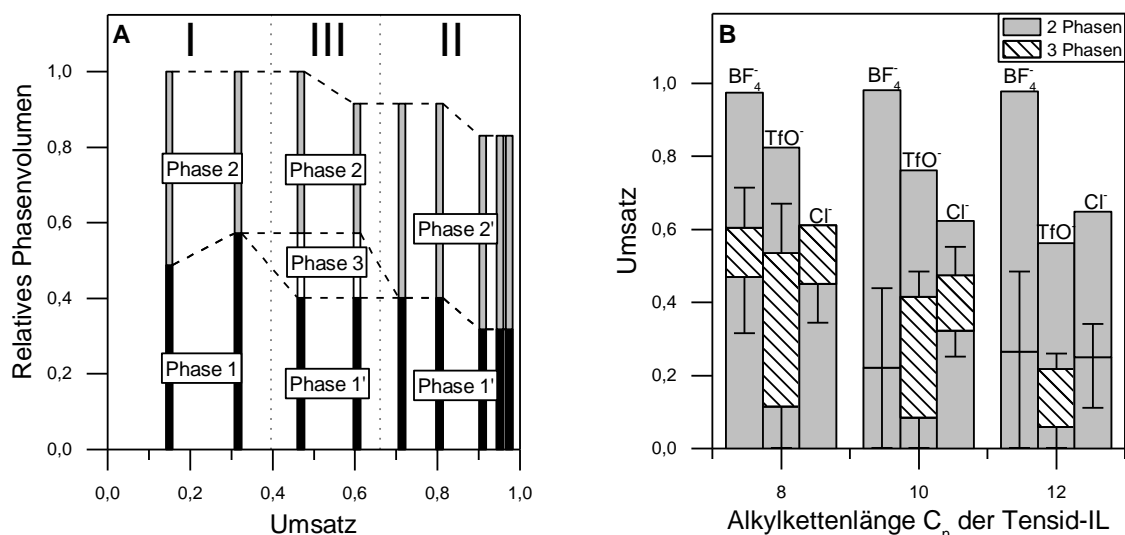 A
I
III
II
Relatives Phasenvolumen
1,0
0,8
0,6
0,4
0,2
0,0
Phase 2
Phase 2
Phase 2'
Phase 3
Phase 1
Phase 1'
Phase 1'
0,0 0,2 0,4 0,6 0,8 1,0
Umsatz
B
2 Phasen
3 Phasen
Umsatz
1,0
0,8
0,6
0,4
0,2
0,0
BF₄⁻
TfO⁻
Cl⁻
BF₄⁻
TfO⁻
Cl⁻
BF₄⁻
TfO⁻
Cl⁻
8 10 12
Alkylkettenlänge Cₙ der Tensid-IL